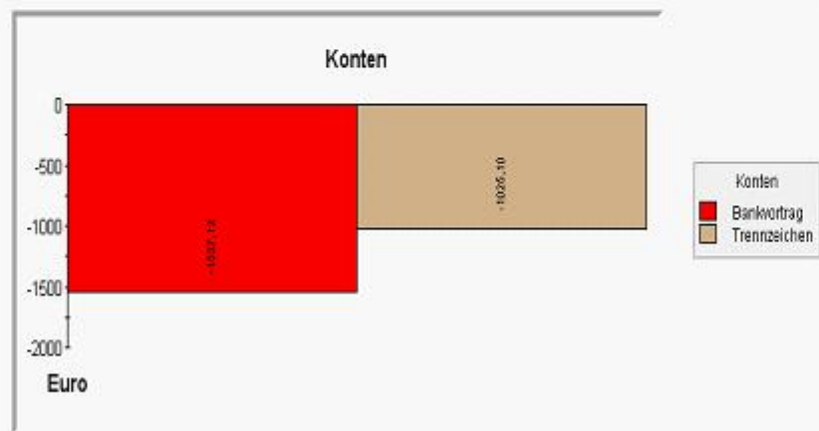 Konten
0
-500
-1000
-1500
-2000
Euro
-1025,10
Konten
Bankvortrag
Trennzeichen